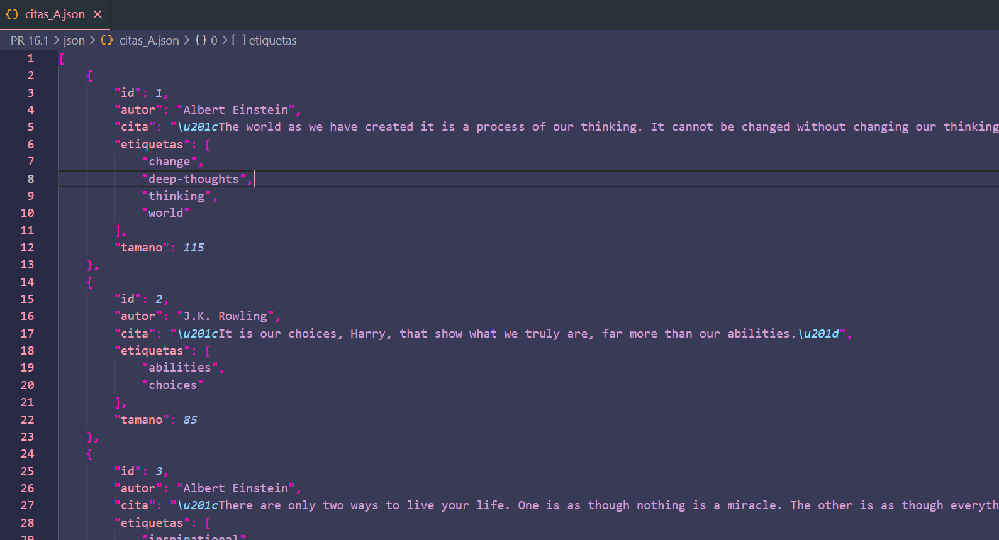 citas_A.json
PR 16.1 > json > {} citas_A.json > {} 0 > [ ] etiquetas
1 [
2 {
3 "id": 1,
4 "autor": "Albert Einstein",
5 "cita": "\u201cThe world as we have created it is a process of our thinking. It cannot be changed without changing our thinking
6 "etiquetas": [
7 "change",
8 "deep-thoughts",
9 "thinking",
10 "world"
11 ],
12 "tamano": 115
13 },
14 {
15 "id": 2,
16 "autor": "J.K. Rowling",
17 "cita": "\u201cIt is our choices, Harry, that show what we truly are, far more than our abilities.\u201d",
18 "etiquetas": [
19 "abilities",
20 "choices"
21 ],
22 "tamano": 85
23 },
24 {
25 "id": 3,
26 "autor": "Albert Einstein",
27 "cita": "\u201cThere are only two ways to live your life. One is as though nothing is a miracle. The other is as though everyth
28 "etiquetas": [
29 "inspirational"